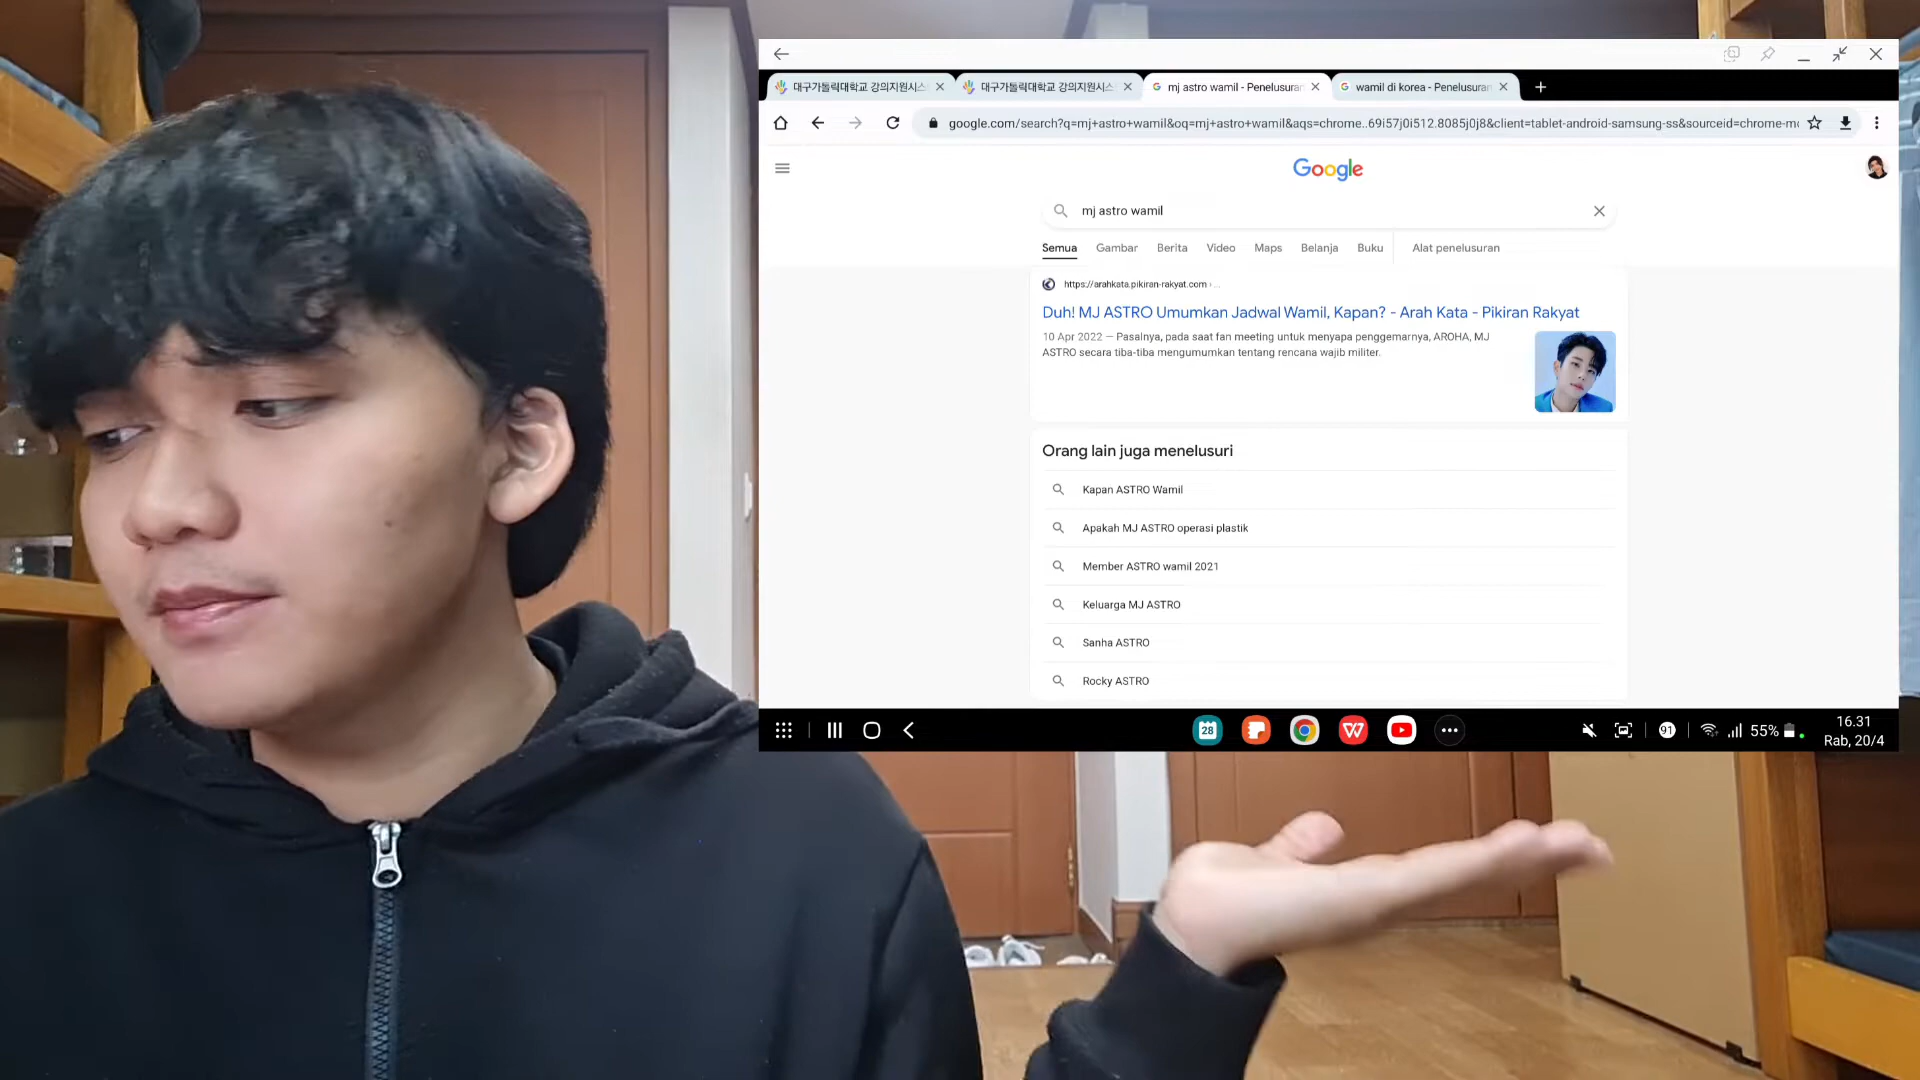 대구가톨릭대학교 강의지원시스
대구가톨릭대학교 강의지원시스
mj astro wamil - Penelusuran
wamil di korea - Penelusuran
google.com/search?q=mj+astro+wamil&oq=mj+astro+wamil&aqs=chrome..69i57j0i512.8085j0j8&client=tablet-android-samsung-ss&sourceid=chrome-mo
Google
mj astro wamil
Semua Gambar Berita Video Maps Belanja Buku Alat penelusuran
https://arahkata.pikiran-rakyat.com › ...
Duh! MJ ASTRO Umumkan Jadwal Wamil, Kapan? - Arah Kata - Pikiran Rakyat
10 Apr 2022 — Pasalnya, pada saat fan meeting untuk menyapa penggemarnya, AROHA, MJ
ASTRO secara tiba-tiba mengumumkan tentang rencana wajib militer.
Orang lain juga menelusuri
Kapan ASTRO Wamil
Apakah MJ ASTRO operasi plastik
Member ASTRO wamil 2021
Keluarga MJ ASTRO
Sanha ASTRO
Rocky ASTRO
28
91
55%
16.31
Rab, 20/4